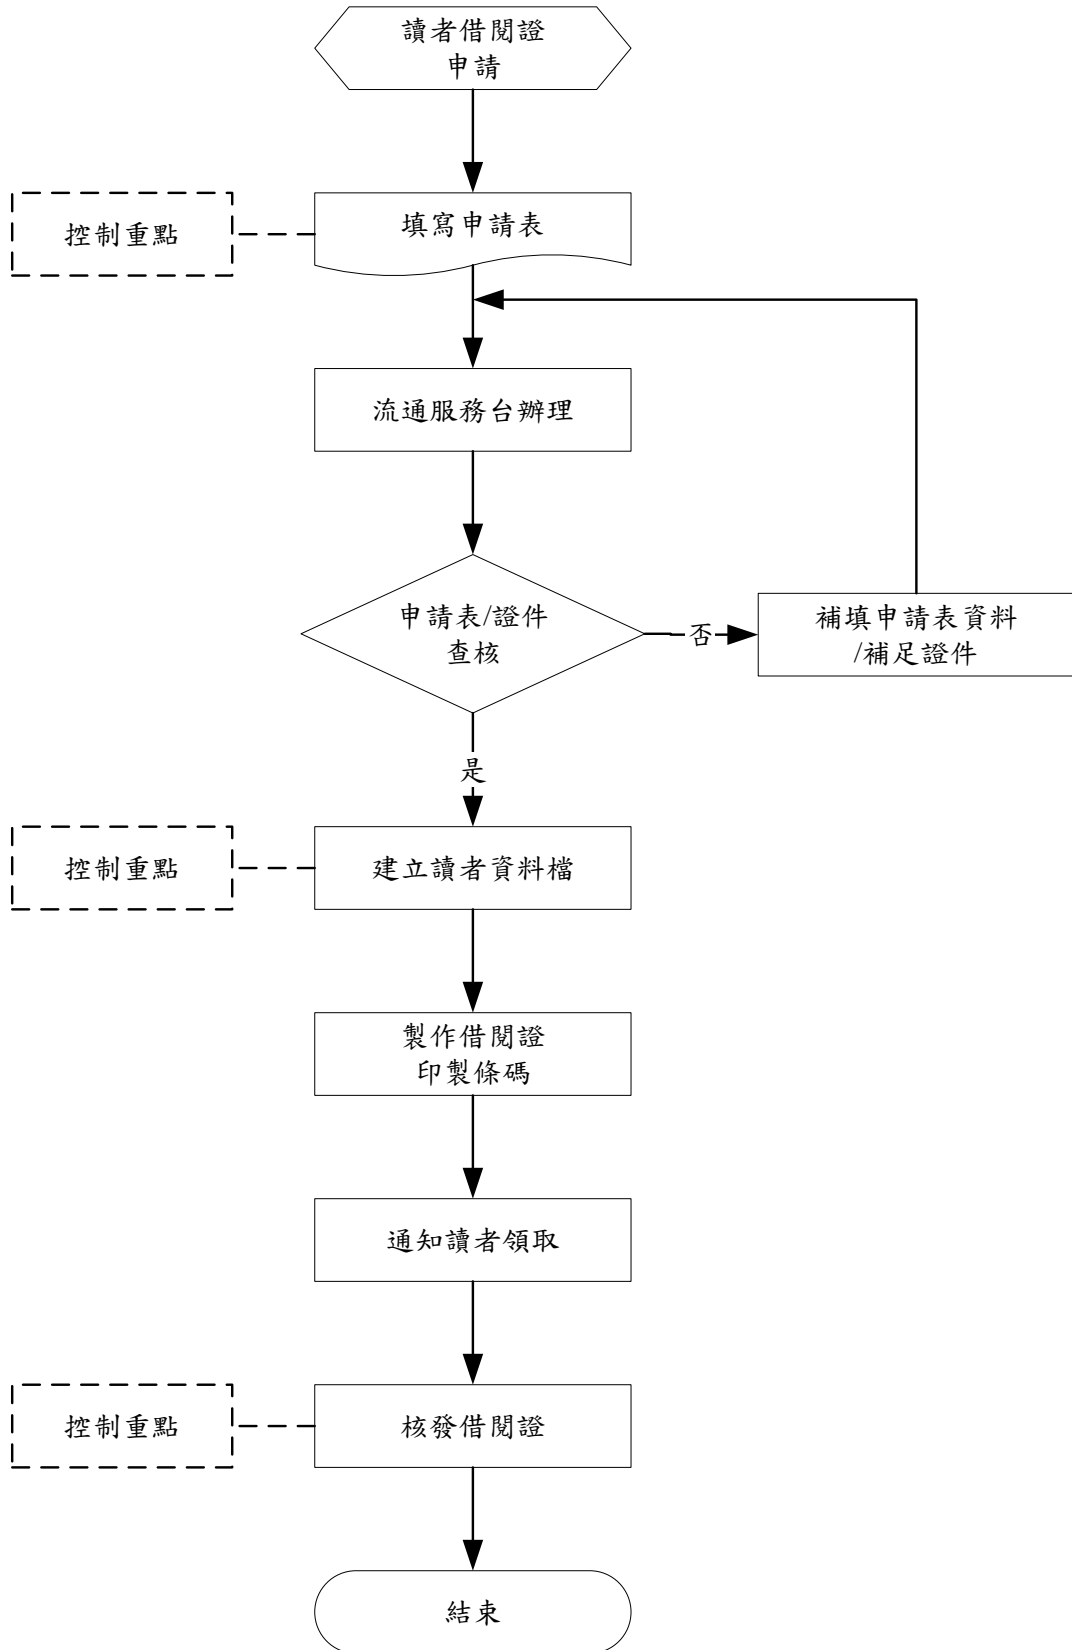 讀者借閱證
申請
控制重點
填寫申請表
流通服務台辦理
申請表/證件
查核
否
補填申請表資料
/補足證件
是
控制重點
建立讀者資料檔
製作借閱證
印製條碼
通知讀者領取
控制重點
核發借閱證
結束